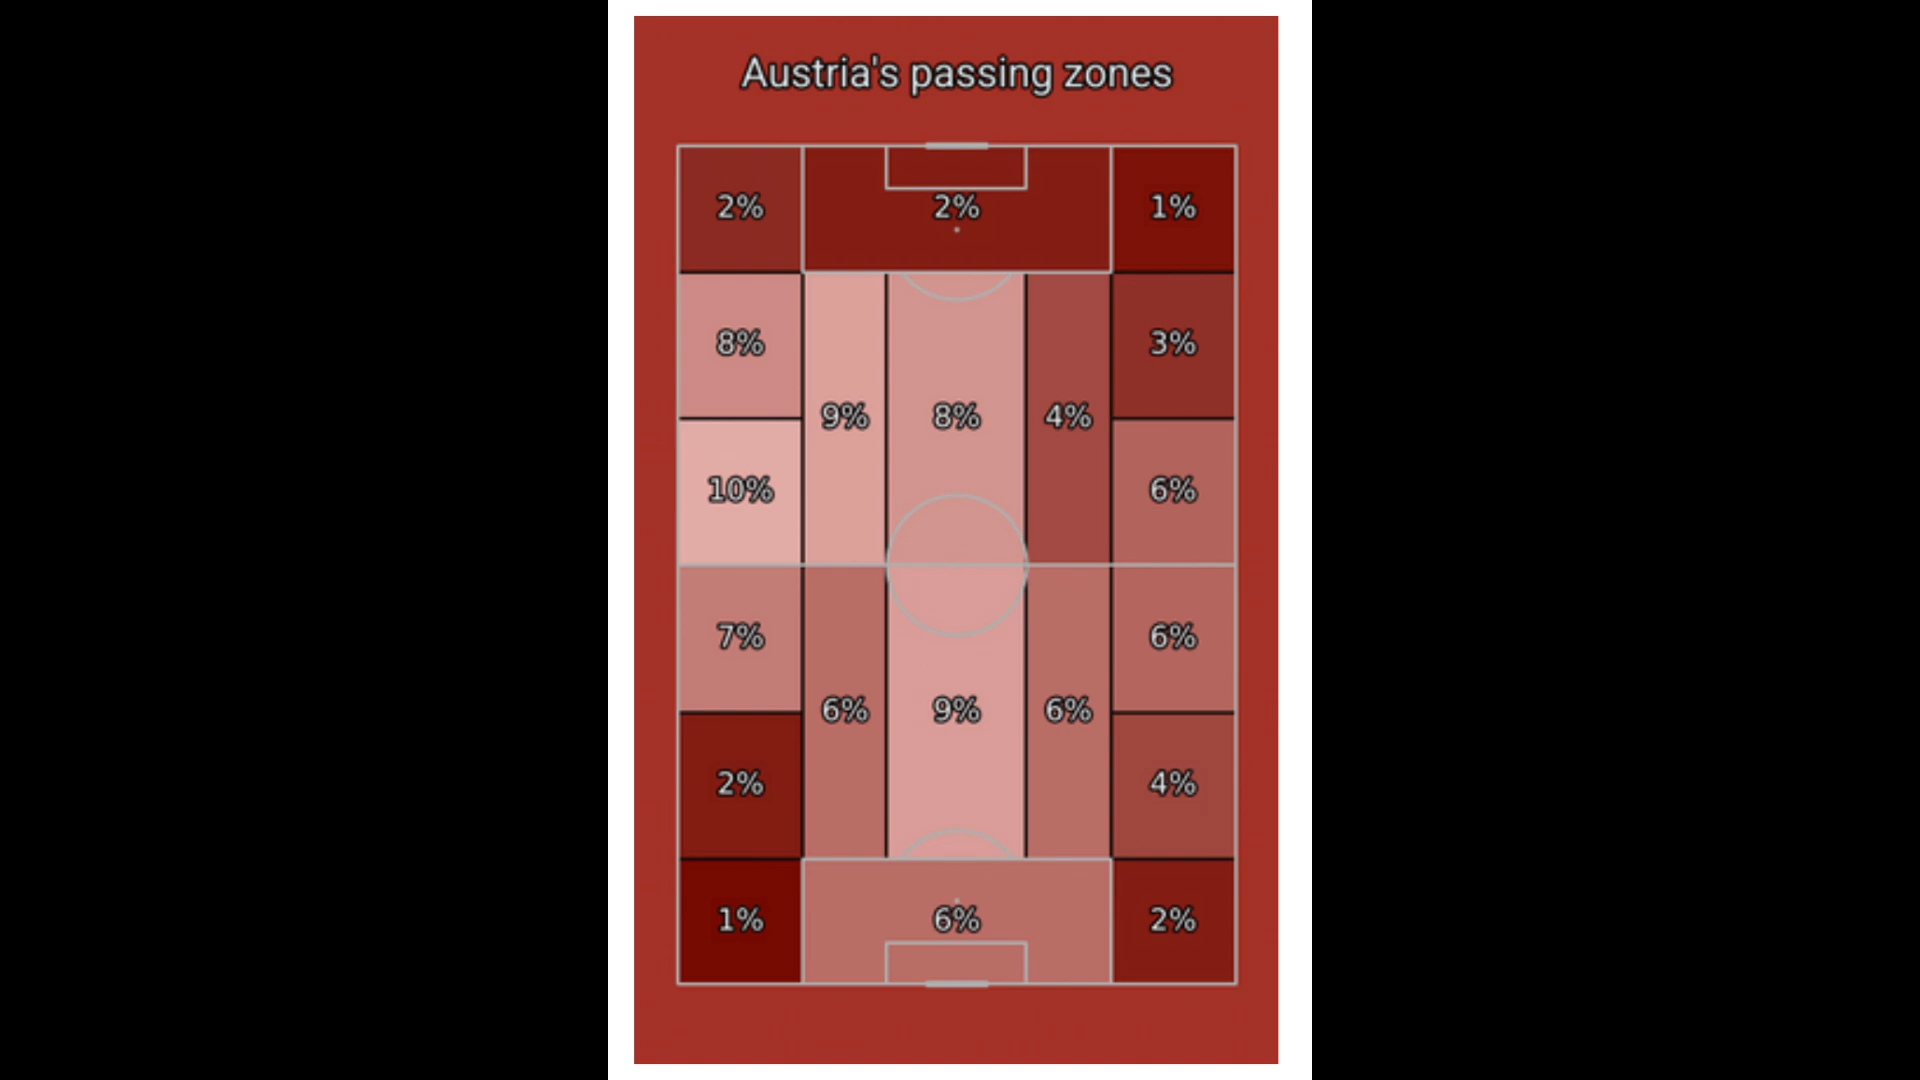 Austria's passing zones
2% 2% 1%
8% 3%
9% 8% 4%
10% 6%
7% 6%
6% 9% 6%
2% 4%
1% 6% 2%